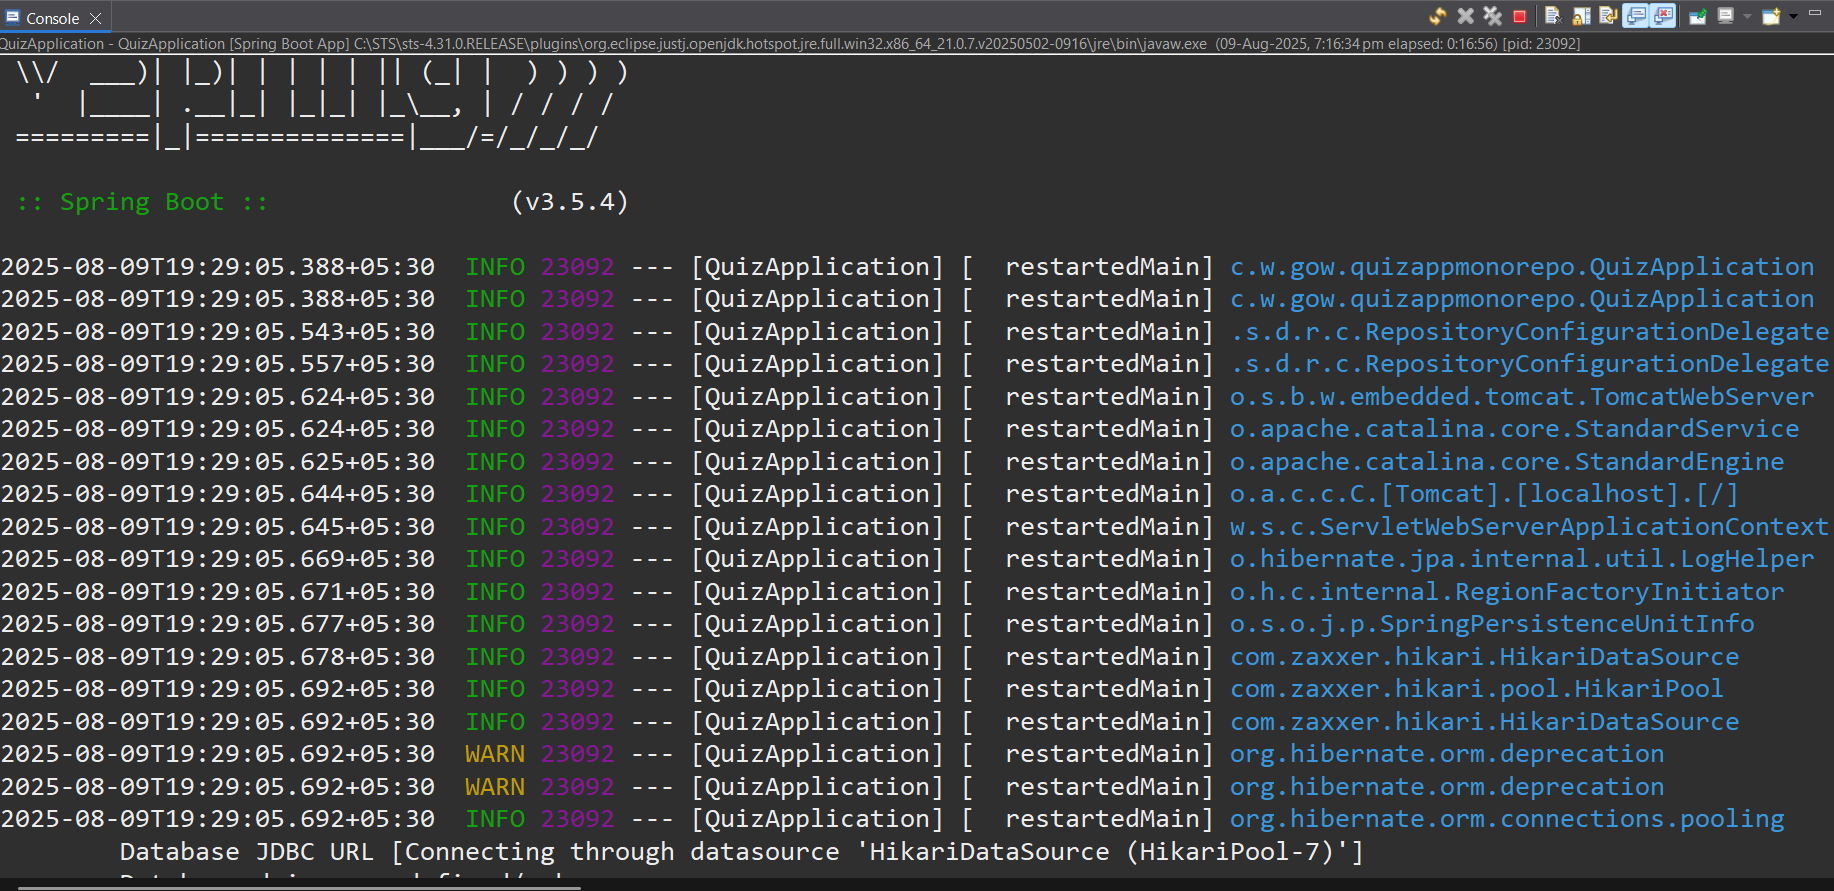 Console
QuizApplication - QuizApplication [Spring Boot App] C:\STS\sts-4.31.0.RELEASE\plugins\org.eclipse.justj.openjdk.hotspot.jre.full.win32.x86_64_21.0.7.v20250502-0916\jre\bin\javaw.exe (09-Aug-2025, 7:16:34 pm elapsed: 0:16:56) [pid: 23092]
 \\/  ___)| |_)| | | | | || (_| |  ) ) ) )
  '  |____| .__|_| |_|_| |_\__, | / / / /
 =========|_|==============|___/=/_/_/_/
 :: Spring Boot ::                (v3.5.4)
2025-08-09T19:29:05.388+05:30  INFO 23092 --- [QuizApplication] [  restartedMain] c.w.gow.quizappmonorepo.QuizApplication
2025-08-09T19:29:05.388+05:30  INFO 23092 --- [QuizApplication] [  restartedMain] c.w.gow.quizappmonorepo.QuizApplication
2025-08-09T19:29:05.543+05:30  INFO 23092 --- [QuizApplication] [  restartedMain] .s.d.r.c.RepositoryConfigurationDelegate
2025-08-09T19:29:05.557+05:30  INFO 23092 --- [QuizApplication] [  restartedMain] .s.d.r.c.RepositoryConfigurationDelegate
2025-08-09T19:29:05.624+05:30  INFO 23092 --- [QuizApplication] [  restartedMain] o.s.b.w.embedded.tomcat.TomcatWebServer
2025-08-09T19:29:05.624+05:30  INFO 23092 --- [QuizApplication] [  restartedMain] o.apache.catalina.core.StandardService
2025-08-09T19:29:05.625+05:30  INFO 23092 --- [QuizApplication] [  restartedMain] o.apache.catalina.core.StandardEngine
2025-08-09T19:29:05.644+05:30  INFO 23092 --- [QuizApplication] [  restartedMain] o.a.c.c.C.[Tomcat].[localhost].[/]
2025-08-09T19:29:05.645+05:30  INFO 23092 --- [QuizApplication] [  restartedMain] w.s.c.ServletWebServerApplicationContext
2025-08-09T19:29:05.669+05:30  INFO 23092 --- [QuizApplication] [  restartedMain] o.hibernate.jpa.internal.util.LogHelper
2025-08-09T19:29:05.671+05:30  INFO 23092 --- [QuizApplication] [  restartedMain] o.h.c.internal.RegionFactoryInitiator
2025-08-09T19:29:05.677+05:30  INFO 23092 --- [QuizApplication] [  restartedMain] o.s.o.j.p.SpringPersistenceUnitInfo
2025-08-09T19:29:05.678+05:30  INFO 23092 --- [QuizApplication] [  restartedMain] com.zaxxer.hikari.HikariDataSource
2025-08-09T19:29:05.692+05:30  INFO 23092 --- [QuizApplication] [  restartedMain] com.zaxxer.hikari.pool.HikariPool
2025-08-09T19:29:05.692+05:30  INFO 23092 --- [QuizApplication] [  restartedMain] com.zaxxer.hikari.HikariDataSource
2025-08-09T19:29:05.692+05:30  WARN 23092 --- [QuizApplication] [  restartedMain] org.hibernate.orm.deprecation
2025-08-09T19:29:05.692+05:30  WARN 23092 --- [QuizApplication] [  restartedMain] org.hibernate.orm.deprecation
2025-08-09T19:29:05.692+05:30  INFO 23092 --- [QuizApplication] [  restartedMain] org.hibernate.orm.connections.pooling
        Database JDBC URL [Connecting through datasource 'HikariDataSource (HikariPool-7)']